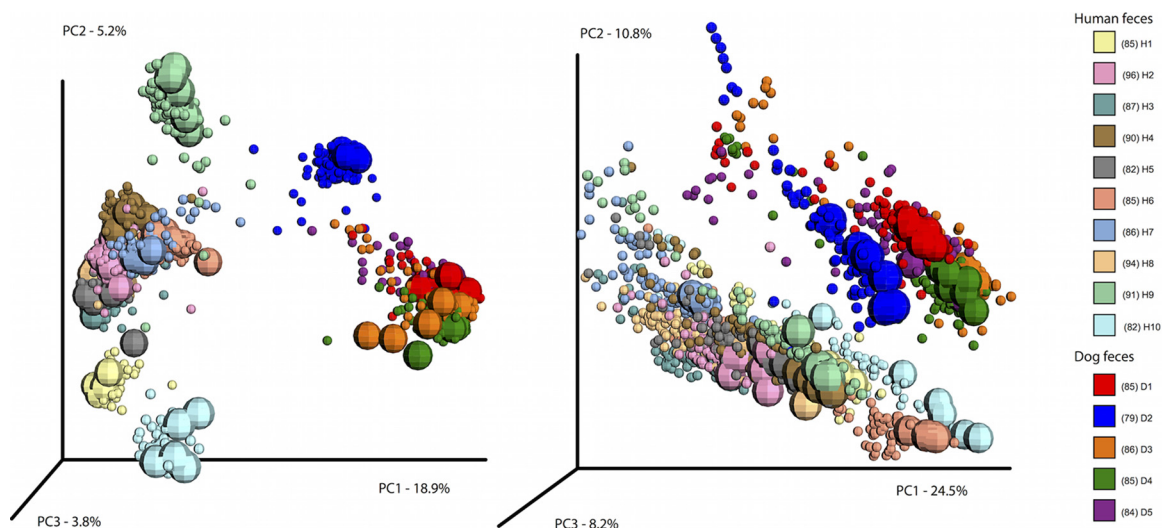 PC2 - 5.2%
PC1 - 18.9%
PC3 - 3.8%
PC2 - 10.8%
PC1 - 24.5%
PC3 - 8.2%
Human feces
(85) H1
(96) H2
(87) H3
(90) H4
(82) H5
(85) H6
(86) H7
(94) H8
(91) H9
(82) H10
Dog feces
(85) D1
(79) D2
(86) D3
(85) D4
(84) D5